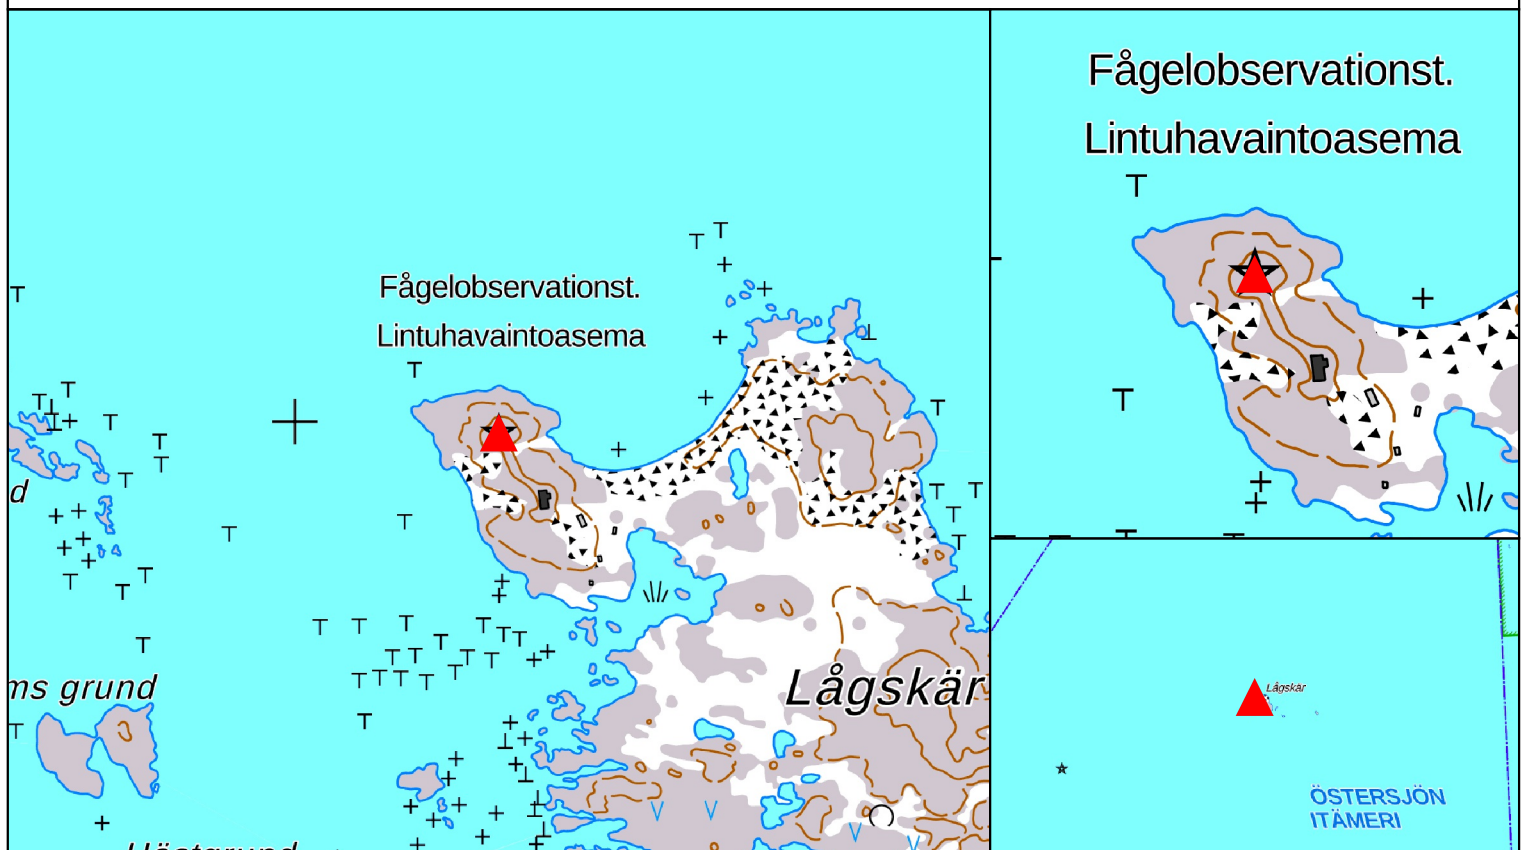 Fågelobservationst.
Lintuhavaintoasema
d
ms grund
Lågskär
Fågelobservationst.
Lintuhavaintoasema
Lågskär
ÖSTERSJÖN
ITÄMERI